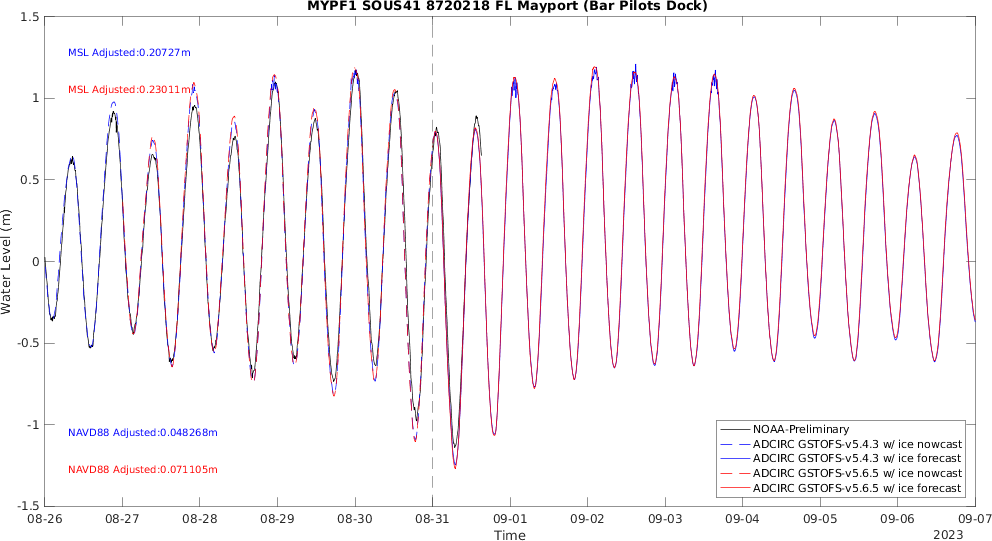 MYPF1 SOUS41 8720218 FL Mayport (Bar Pilots Dock)
1.5
1
0.5
0
-0.5
-1
-1.5
Water Level (m)
MSL Adjusted:0.20727m
MSL Adjusted:0.23011m
NAVD88 Adjusted:0.048268m
NAVD88 Adjusted:0.071105m
NOAA-Preliminary
ADCIRC GSTOFS-v5.4.3 w/ ice nowcast
ADCIRC GSTOFS-v5.4.3 w/ ice forecast
ADCIRC GSTOFS-v5.6.5 w/ ice nowcast
ADCIRC GSTOFS-v5.6.5 w/ ice forecast
08-26 08-27 08-28 08-29 08-30 08-31 09-01 09-02 09-03 09-04 09-05 09-06 09-07
Time
2023